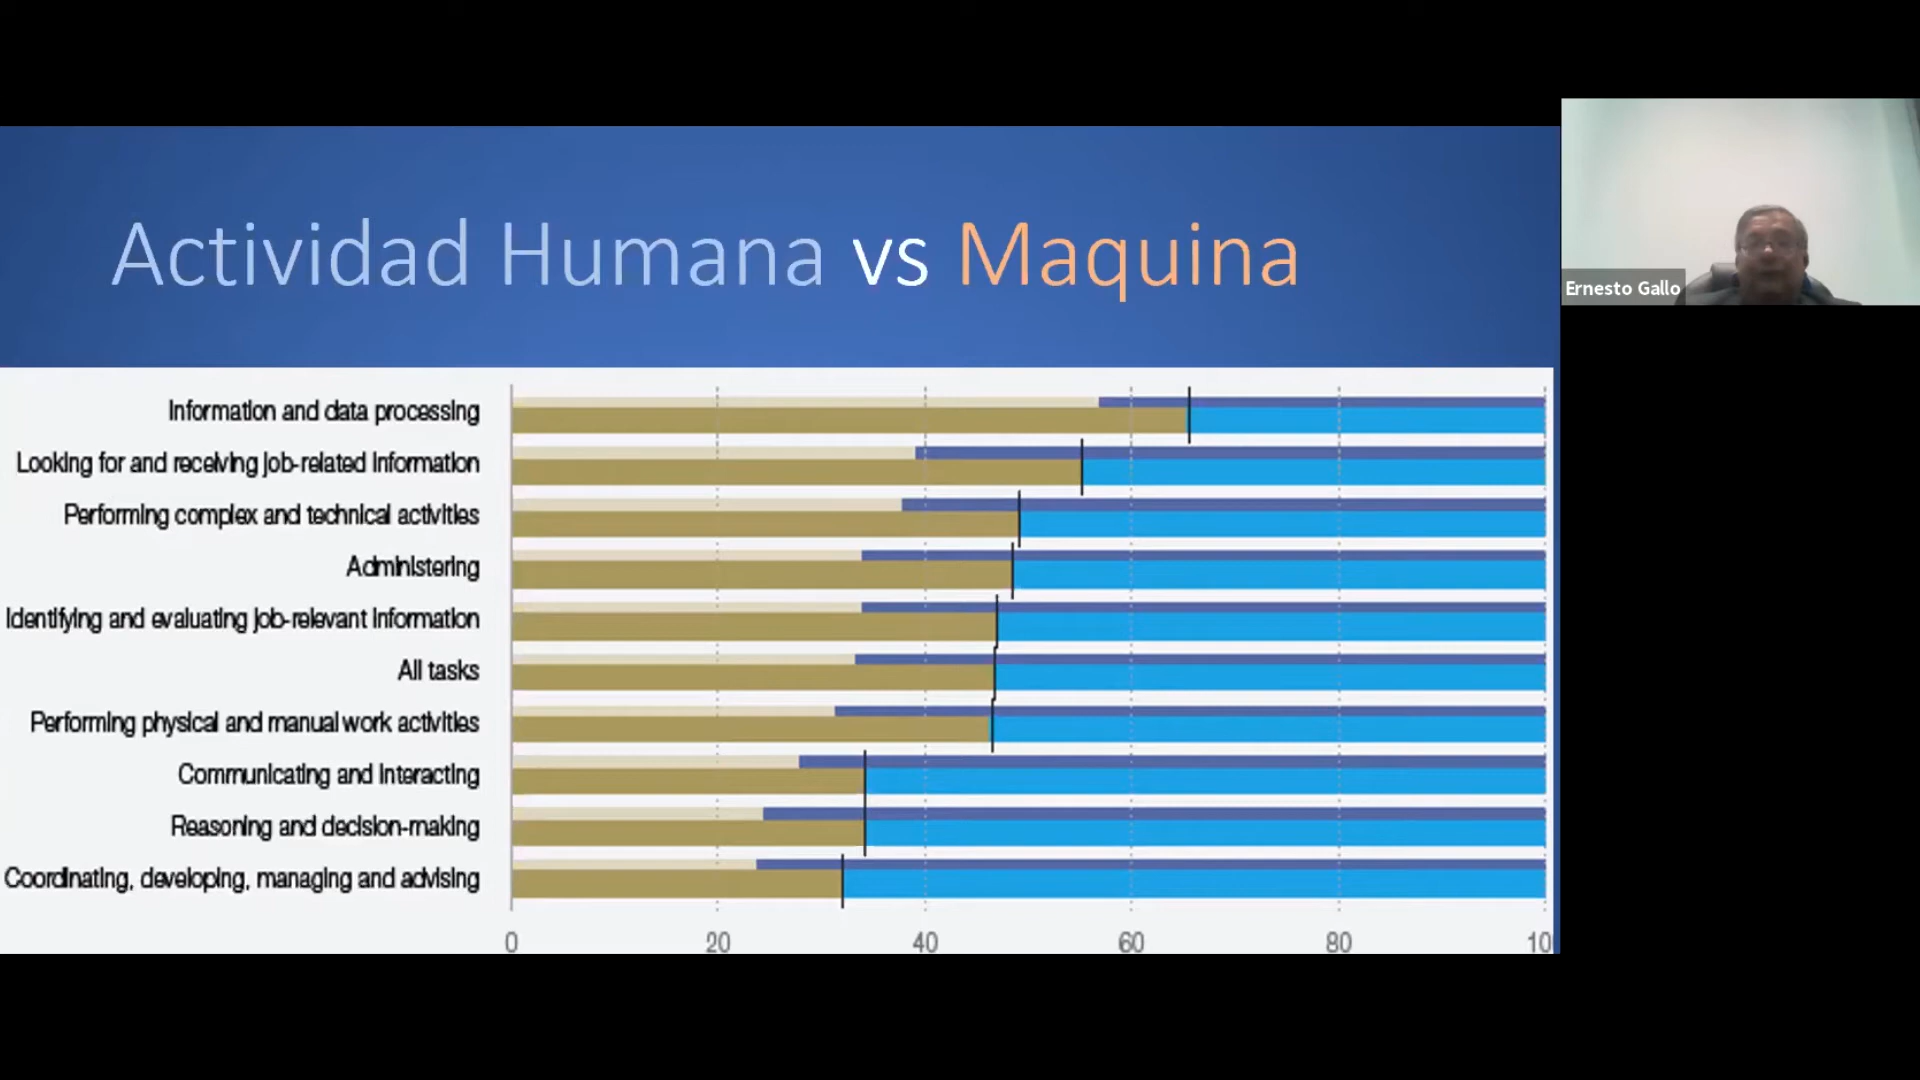 Actividad Humana vs Maquina
Ernesto Gallo
Information and data processing
Looking for and receiving job-related information
Performing complex and technical activities
Administering
Identifying and evaluating job-relevant information
All tasks
Performing physical and manual work activities
Communicating and interacting
Reasoning and decision-making
Coordinating, developing, managing and advising
0 20 40 60 80 10